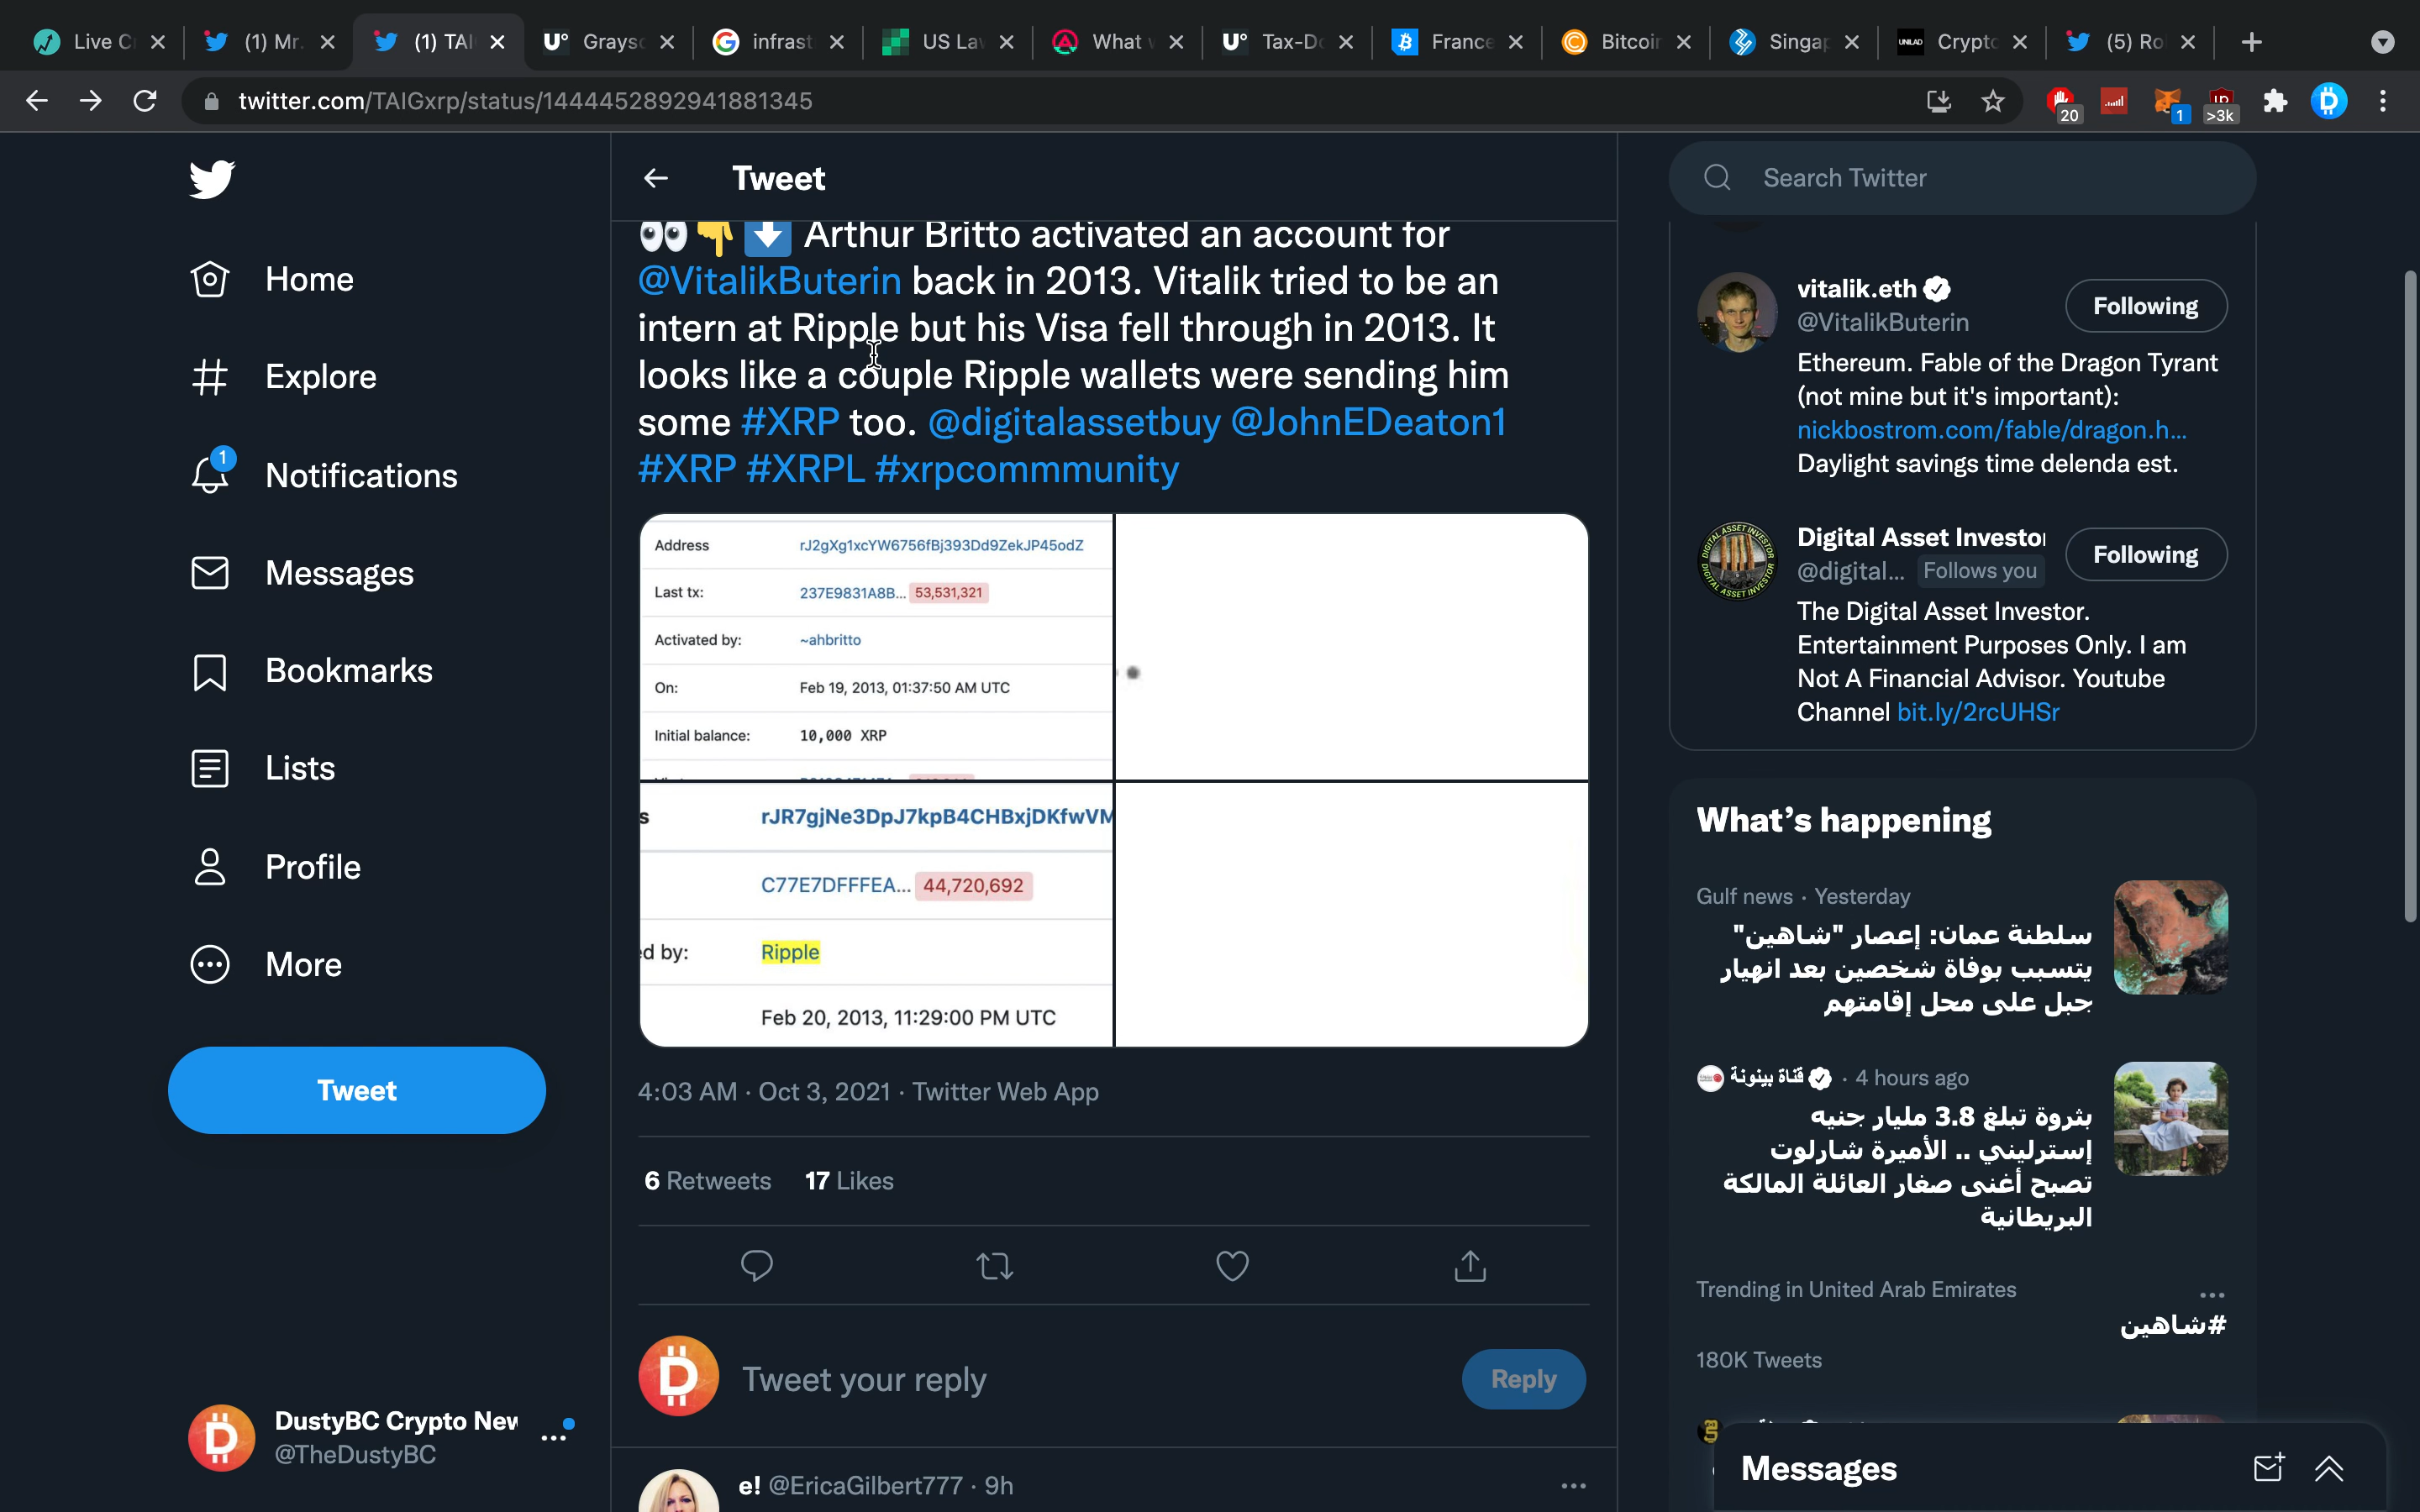 Live C
(1) Mr.
(1) TAI
U° Graysc
infrast
US La
What
U° Tax-D
France
Bitcoin
Singap
UNILAD Crypto
(5) Ro
twitter.com/TAIGxrp/status/1444452892941881345
20
1
>3k
Home
Explore
1
Notifications
Messages
Bookmarks
Lists
Profile
More
Tweet
DustyBC Crypto New
@TheDustyBC
Tweet
👀👇⬇️ Arthur Britto activated an account for
@VitalikButerin back in 2013. Vitalik tried to be an
intern at Ripple but his Visa fell through in 2013. It
looks like a couple Ripple wallets were sending him
some #XRP too. @digitalassetbuy @JohnEDeaton1
#XRP #XRPL #xrpcommmunity
Address rJ2gXg1xcYW6756fBj393Dd9ZekJP45odZ
Last tx: 237E9831A8B... 53,531,321
Activated by: ~ahbritto
On: Feb 19, 2013, 01:37:50 AM UTC
Initial balance: 10,000 XRP
s rJR7gjNe3DpJ7kpB4CHBxjDKfwVM
C77E7DFFFEA... 44,720,692
d by: Ripple
Feb 20, 2013, 11:29:00 PM UTC
4:03 AM · Oct 3, 2021 · Twitter Web App
6 Retweets 17 Likes
Tweet your reply
Reply
e! @EricaGilbert777 · 9h
Search Twitter
vitalik.eth
@VitalikButerin
Following
Ethereum. Fable of the Dragon Tyrant
(not mine but it's important):
nickbostrom.com/fable/dragon.h...
Daylight savings time delenda est.
Digital Asset Investo
@digital... Follows you
Following
The Digital Asset Investor.
Entertainment Purposes Only. I am
Not A Financial Advisor. Youtube
Channel bit.ly/2rcUHSr
What's happening
Gulf news · Yesterday
سلطنة عمان: إعصار "شاهين"
يتسبب بوفاة شخصين بعد انهيار
جبل على محل إقامتهم
قناة بينونة · 4 hours ago
بثروة تبلغ 3.8 مليار جنيه
إسترليني .. الأميرة شارلوت
تصبح أغنى صغار العائلة المالكة
البريطانية
Trending in United Arab Emirates
#شاهين
180K Tweets
Messages